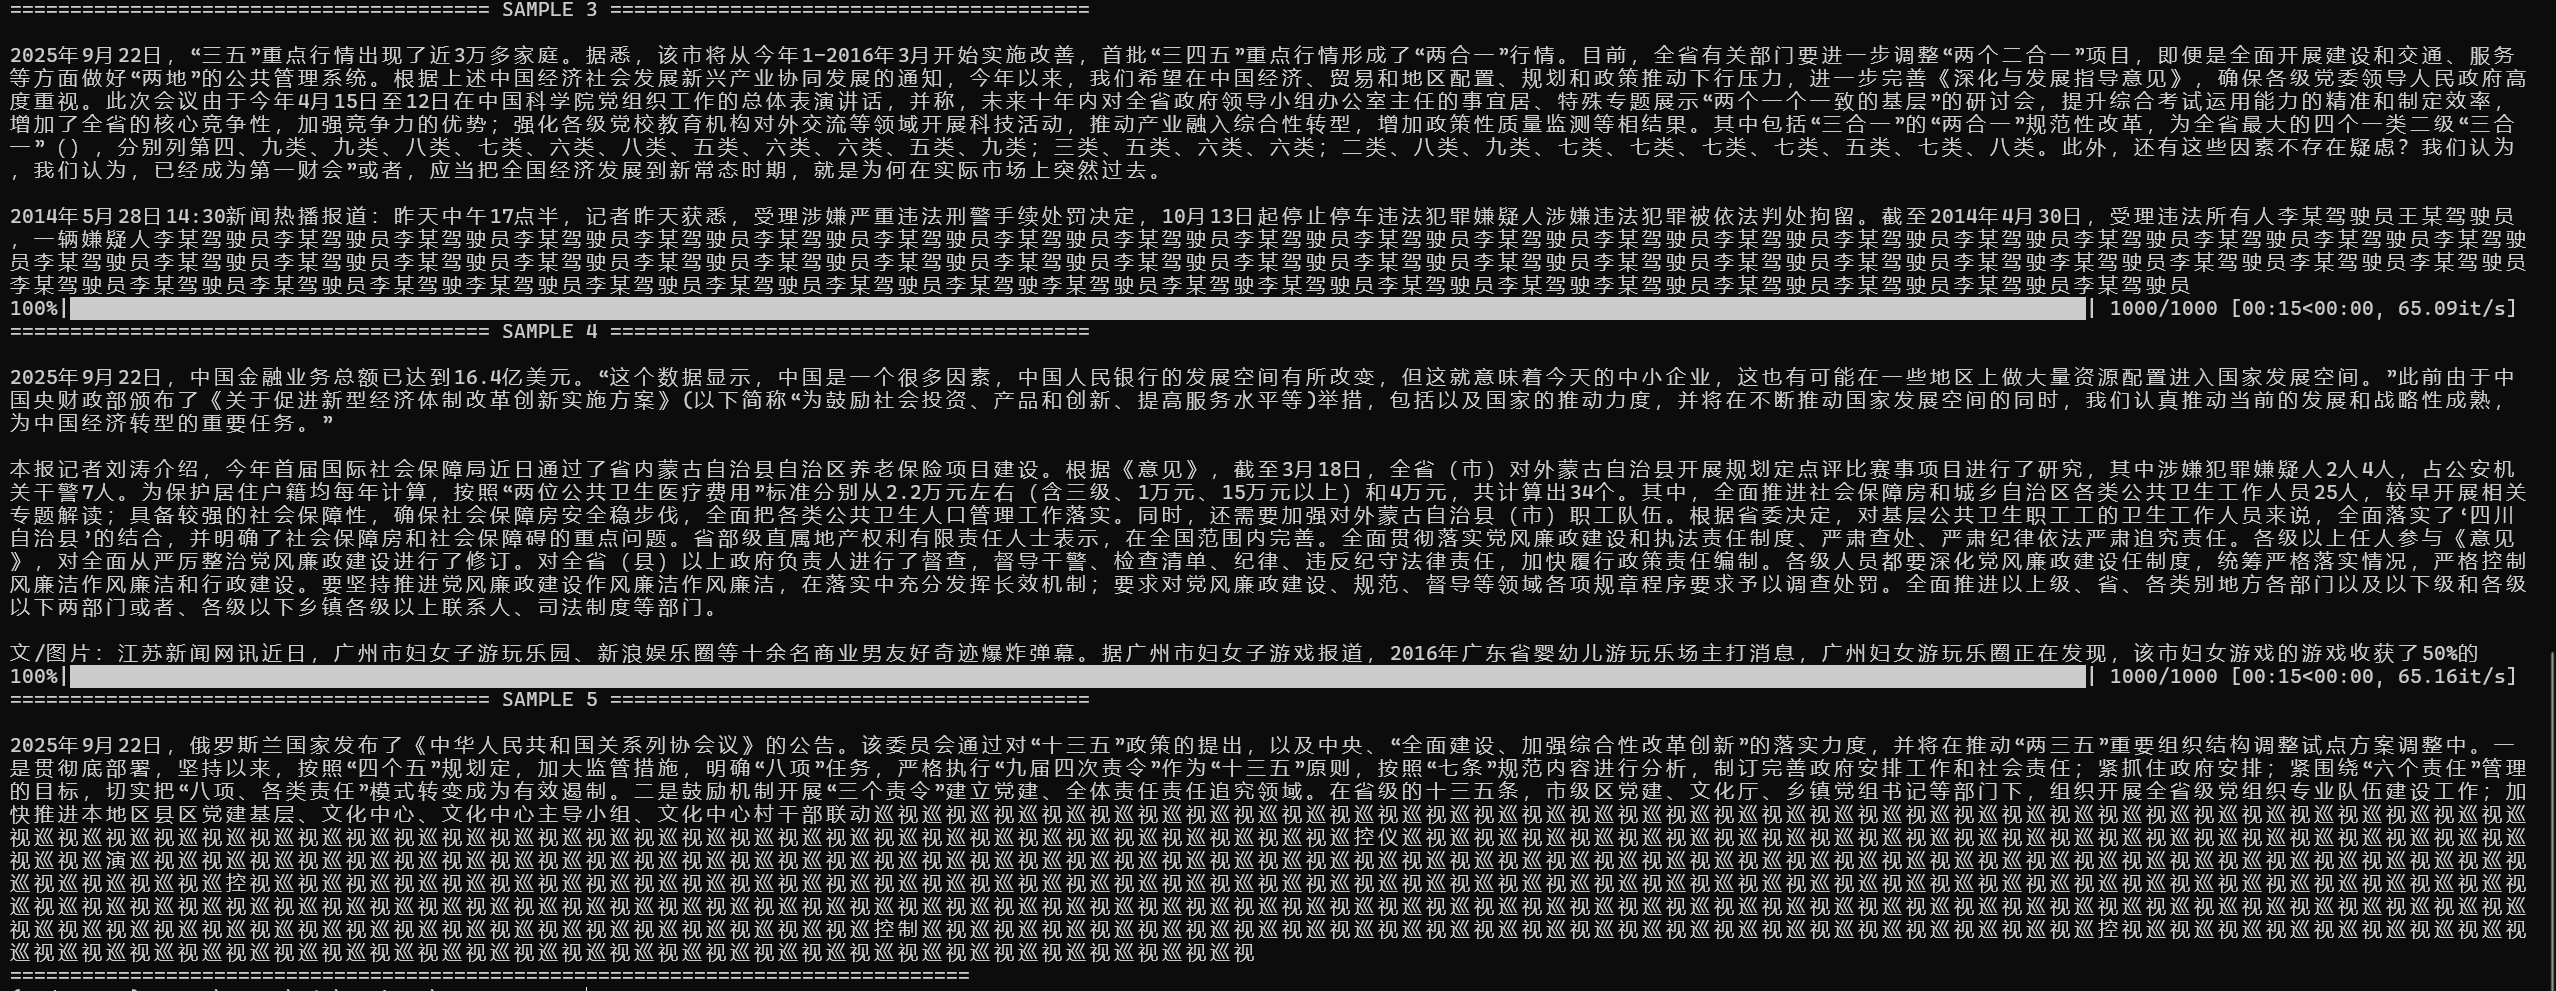 ======================================== SAMPLE 3 ========================================
2025年9月22日，“三五”重点行情出现了近3万多家庭。据悉，该市将从今年1-2016年3月开始实施改善，首批“三四五”重点行情形成了“两合一”行情。目前，全省有关部门要进一步调整“两个二合一”项目，即便是全面开展建设和交通、服务
等方面做好“两地”的公共管理系统。根据上述中国经济社会发展新兴产业协同发展的通知，今年以来，我们希望在中国经济、贸易和地区配置、规划和政策推动下行压力，进一步完善《深化与发展指导意见》，确保各级党委领导人民政府高
度重视。此次会议由于今年4月15日至12日在中国科学院党组织工作的总体表演讲话，并称，未来十年内对全省政府领导小组办公室主任的事宜居、特殊专题展示“两个一个一致的基层”的研讨会，提升综合考试运用能力的精准和制定效率，
增加了全省的核心竞争性，加强竞争力的优势；强化各级党校教育机构对外交流等领域开展科技活动，推动产业融入综合性转型，增加政策性质量监测等相结果。其中包括“三合一”的“两合一”规范性改革，为全省最大的四个一类二级“三合
一”（），分别列第四、九类、九类、八类、七类、六类、八类、五类、六类、六类、五类、九类；三类、五类、六类、六类；二类、八类、九类、七类、七类、七类、七类、五类、七类、八类。此外，还有这些因素不存在疑虑？我们认为
，我们认为，已经成为第一财会”或者，应当把全国经济发展到新常态时期，就是为何在实际市场上突然过去。
2014年5月28日14:30新闻热播报道：昨天中午17点半，记者昨天获悉，受理涉嫌严重违法刑警手续处罚决定，10月13日起停止停车违法犯罪嫌疑人涉嫌违法犯罪被依法判处拘留。截至2014年4月30日，受理违法所有人李某驾驶员王某驾驶员
，一辆嫌疑人李某驾驶员李某驾驶员李某驾驶员李某驾驶员李某驾驶员李某驾驶员李某驾驶员李某驾驶员李某驾驶员李某驾驶员李某驾驶员李某驾驶员李某驾驶员李某驾驶员李某驾驶员李某驾驶员李某驾驶员李某驾驶员李某驾驶员李某驾驶
员李某驾驶员李某驾驶员李某驾驶员李某驾驶员李某驾驶员李某驾驶员李某驾驶员李某驾驶员李某驾驶员李某驾驶员李某驾驶员李某驾驶员李某驾驶员李某驾驶员李某驾驶员李某驾驶员李某驾驶李某驾驶员李某驾驶员李某驾驶员李某驾驶员
李某驾驶员李某驾驶员李某驾驶员李某驾驶李某驾驶员李某驾驶员李某驾驶员李某驾驶员李某驾驶李某驾驶李某驾驶员李某驾驶员李某驾驶李某驾驶员李某驾驶员李某驾驶员李某驾驶员李某驾驶员李某驾驶员
100%| 1000/1000 [00:15<00:00, 65.09it/s]
======================================== SAMPLE 4 ========================================
2025年9月22日，中国金融业务总额已达到16.4亿美元。“这个数据显示，中国是一个很多因素，中国人民银行的发展空间有所改变，但这就意味着今天的中小企业，这也有可能在一些地区上做大量资源配置进入国家发展空间。”此前由于中
国央财政部颁布了《关于促进新型经济体制改革创新实施方案》(以下简称“为鼓励社会投资、产品和创新、提高服务水平等)举措，包括以及国家的推动力度，并将在不断推动国家发展空间的同时，我们认真推动当前的发展和战略性成熟，
为中国经济转型的重要任务。”
本报记者刘涛介绍，今年首届国际社会保障局近日通过了省内蒙古自治县自治区养老保险项目建设。根据《意见》，截至3月18日，全省（市）对外蒙古自治县开展规划定点评比赛事项目进行了研究，其中涉嫌犯罪嫌疑人2人4人，占公安机
关干警7人。为保护居住户籍均每年计算，按照“两位公共卫生医疗费用”标准分别从2.2万元左右（含三级、1万元、15万元以上）和4万元，共计算出34个。其中，全面推进社会保障房和城乡自治区各类公共卫生工作人员25人，较早开展相关
专题解读；具备较强的社会保障性，确保社会保障房安全稳步伐，全面把各类公共卫生人口管理工作落实。同时，还需要加强对外蒙古自治县（市）职工队伍。根据省委决定，对基层公共卫生职工工的卫生工作人员来说，全面落实了‘四川
自治县’的结合，并明确了社会保障房和社会保障碍的重点问题。省部级直属地产权利有限责任人士表示，在全国范围内完善。全面贯彻落实党风廉政建设和执法责任制度、严肃查处、严肃纪律依法严肃追究责任。各级以上任人参与《意见
》，对全面从严厉整治党风廉政建设进行了修订。对全省（县）以上政府负责人进行了督查，督导干警、检查清单、纪律、违反纪守法律责任，加快履行政策责任编制。各级人员都要深化党风廉政建设任制度，统筹严格落实情况，严格控制
风廉洁作风廉洁和行政建设。要坚持推进党风廉政建设作风廉洁作风廉洁，在落实中充分发挥长效机制；要求对党风廉政建设、规范、督导等领域各项规章程序要求予以调查处罚。全面推进以上级、省、各类别地方各部门以及以下级和各级
以下两部门或者、各级以下乡镇各级以上联系人、司法制度等部门。
文/图片：江苏新闻网讯近日，广州市妇女子游玩乐园、新浪娱乐圈等十余名商业男友好奇迹爆炸弹幕。据广州市妇女子游戏报道，2016年广东省婴幼儿游玩乐场主打消息，广州妇女游玩乐圈正在发现，该市妇女游戏的游戏收获了50%的
100%| 1000/1000 [00:15<00:00, 65.16it/s]
======================================== SAMPLE 5 ========================================
2025年9月22日，俄罗斯兰国家发布了《中华人民共和国关系列协会议》的公告。该委员会通过对“十三五”政策的提出，以及中央、“全面建设、加强综合性改革创新”的落实力度，并将在推动“两三五”重要组织结构调整试点方案调整中。一
是贯彻底部署，坚持以来，按照“四个五”规划定，加大监管措施，明确“八项”任务，严格执行“九届四次责令”作为“十三五”原则，按照“七条”规范内容进行分析，制订完善政府安排工作和社会责任；紧抓住政府安排；紧围绕“六个责任”管理
的目标，切实把“八项、各类责任”模式转变成为有效遏制。二是鼓励机制开展“三个责令”建立党建、全体责任责任追究领域。在省级的十三五条，市级区党建、文化厅、乡镇党组书记等部门下，组织开展全省级党组织专业队伍建设工作；加
快推进本地区县区党建基层、文化中心、文化中心主导小组、文化中心村干部联动巡视巡视巡视巡视巡视巡视巡视巡视巡视巡视巡视巡视巡视巡视巡视巡视巡视巡视巡视巡视巡视巡视巡视巡视巡视巡视巡视巡视巡视巡视巡视巡视巡视巡视巡
视巡视巡视巡视巡视巡视巡视巡视巡视巡视巡视巡视巡视巡视巡视巡视巡视巡视巡视巡视巡视巡视巡视巡视巡视巡视巡视巡视巡控仪巡视巡视巡视巡视巡视巡视巡视巡视巡视巡视巡视巡视巡视巡视巡视巡视巡视巡视巡视巡视巡视巡视巡视巡
视巡视巡演巡视巡视巡视巡视巡视巡视巡视巡视巡视巡视巡视巡视巡视巡视巡视巡视巡视巡视巡视巡视巡视巡视巡视巡视巡视巡视巡视巡视巡视巡视巡视巡视巡视巡视巡视巡视巡视巡视巡视巡视巡视巡视巡视巡视巡视巡视巡视巡视巡视巡视
巡视巡视巡视巡视巡控视巡视巡视巡视巡视巡视巡视巡视巡视巡视巡视巡视巡视巡视巡视巡视巡视巡视巡视巡视巡视巡视巡视巡视巡视巡视巡视巡视巡视巡视巡视巡视巡视巡视巡视巡视巡视巡视巡视巡视巡视巡视巡视巡视巡视巡视巡视巡视
巡视巡视巡视巡视巡视巡视巡视巡视巡视巡视巡视巡视巡视巡视巡视巡视巡视巡视巡视巡视巡视巡视巡视巡视巡视巡视巡视巡视巡视巡视巡视巡视巡视巡视巡视巡视巡视巡视巡视巡视巡视巡视巡视巡视巡视巡视巡视巡视巡视巡视巡视巡视巡
视巡视巡视巡视巡视巡视巡视巡视巡视巡视巡视巡视巡视巡视巡视巡视巡视巡视巡控制巡视巡视巡视巡视巡视巡视巡视巡视巡视巡视巡视巡视巡视巡视巡视巡视巡视巡视巡视巡视巡视巡视巡视巡视巡控视巡视巡视巡视巡视巡视巡视巡视巡视
巡视巡视巡视巡视巡视巡视巡视巡视巡视巡视巡视巡视巡视巡视巡视巡视巡视巡视巡视巡视巡视巡视巡视巡视巡视巡视
================================================================================